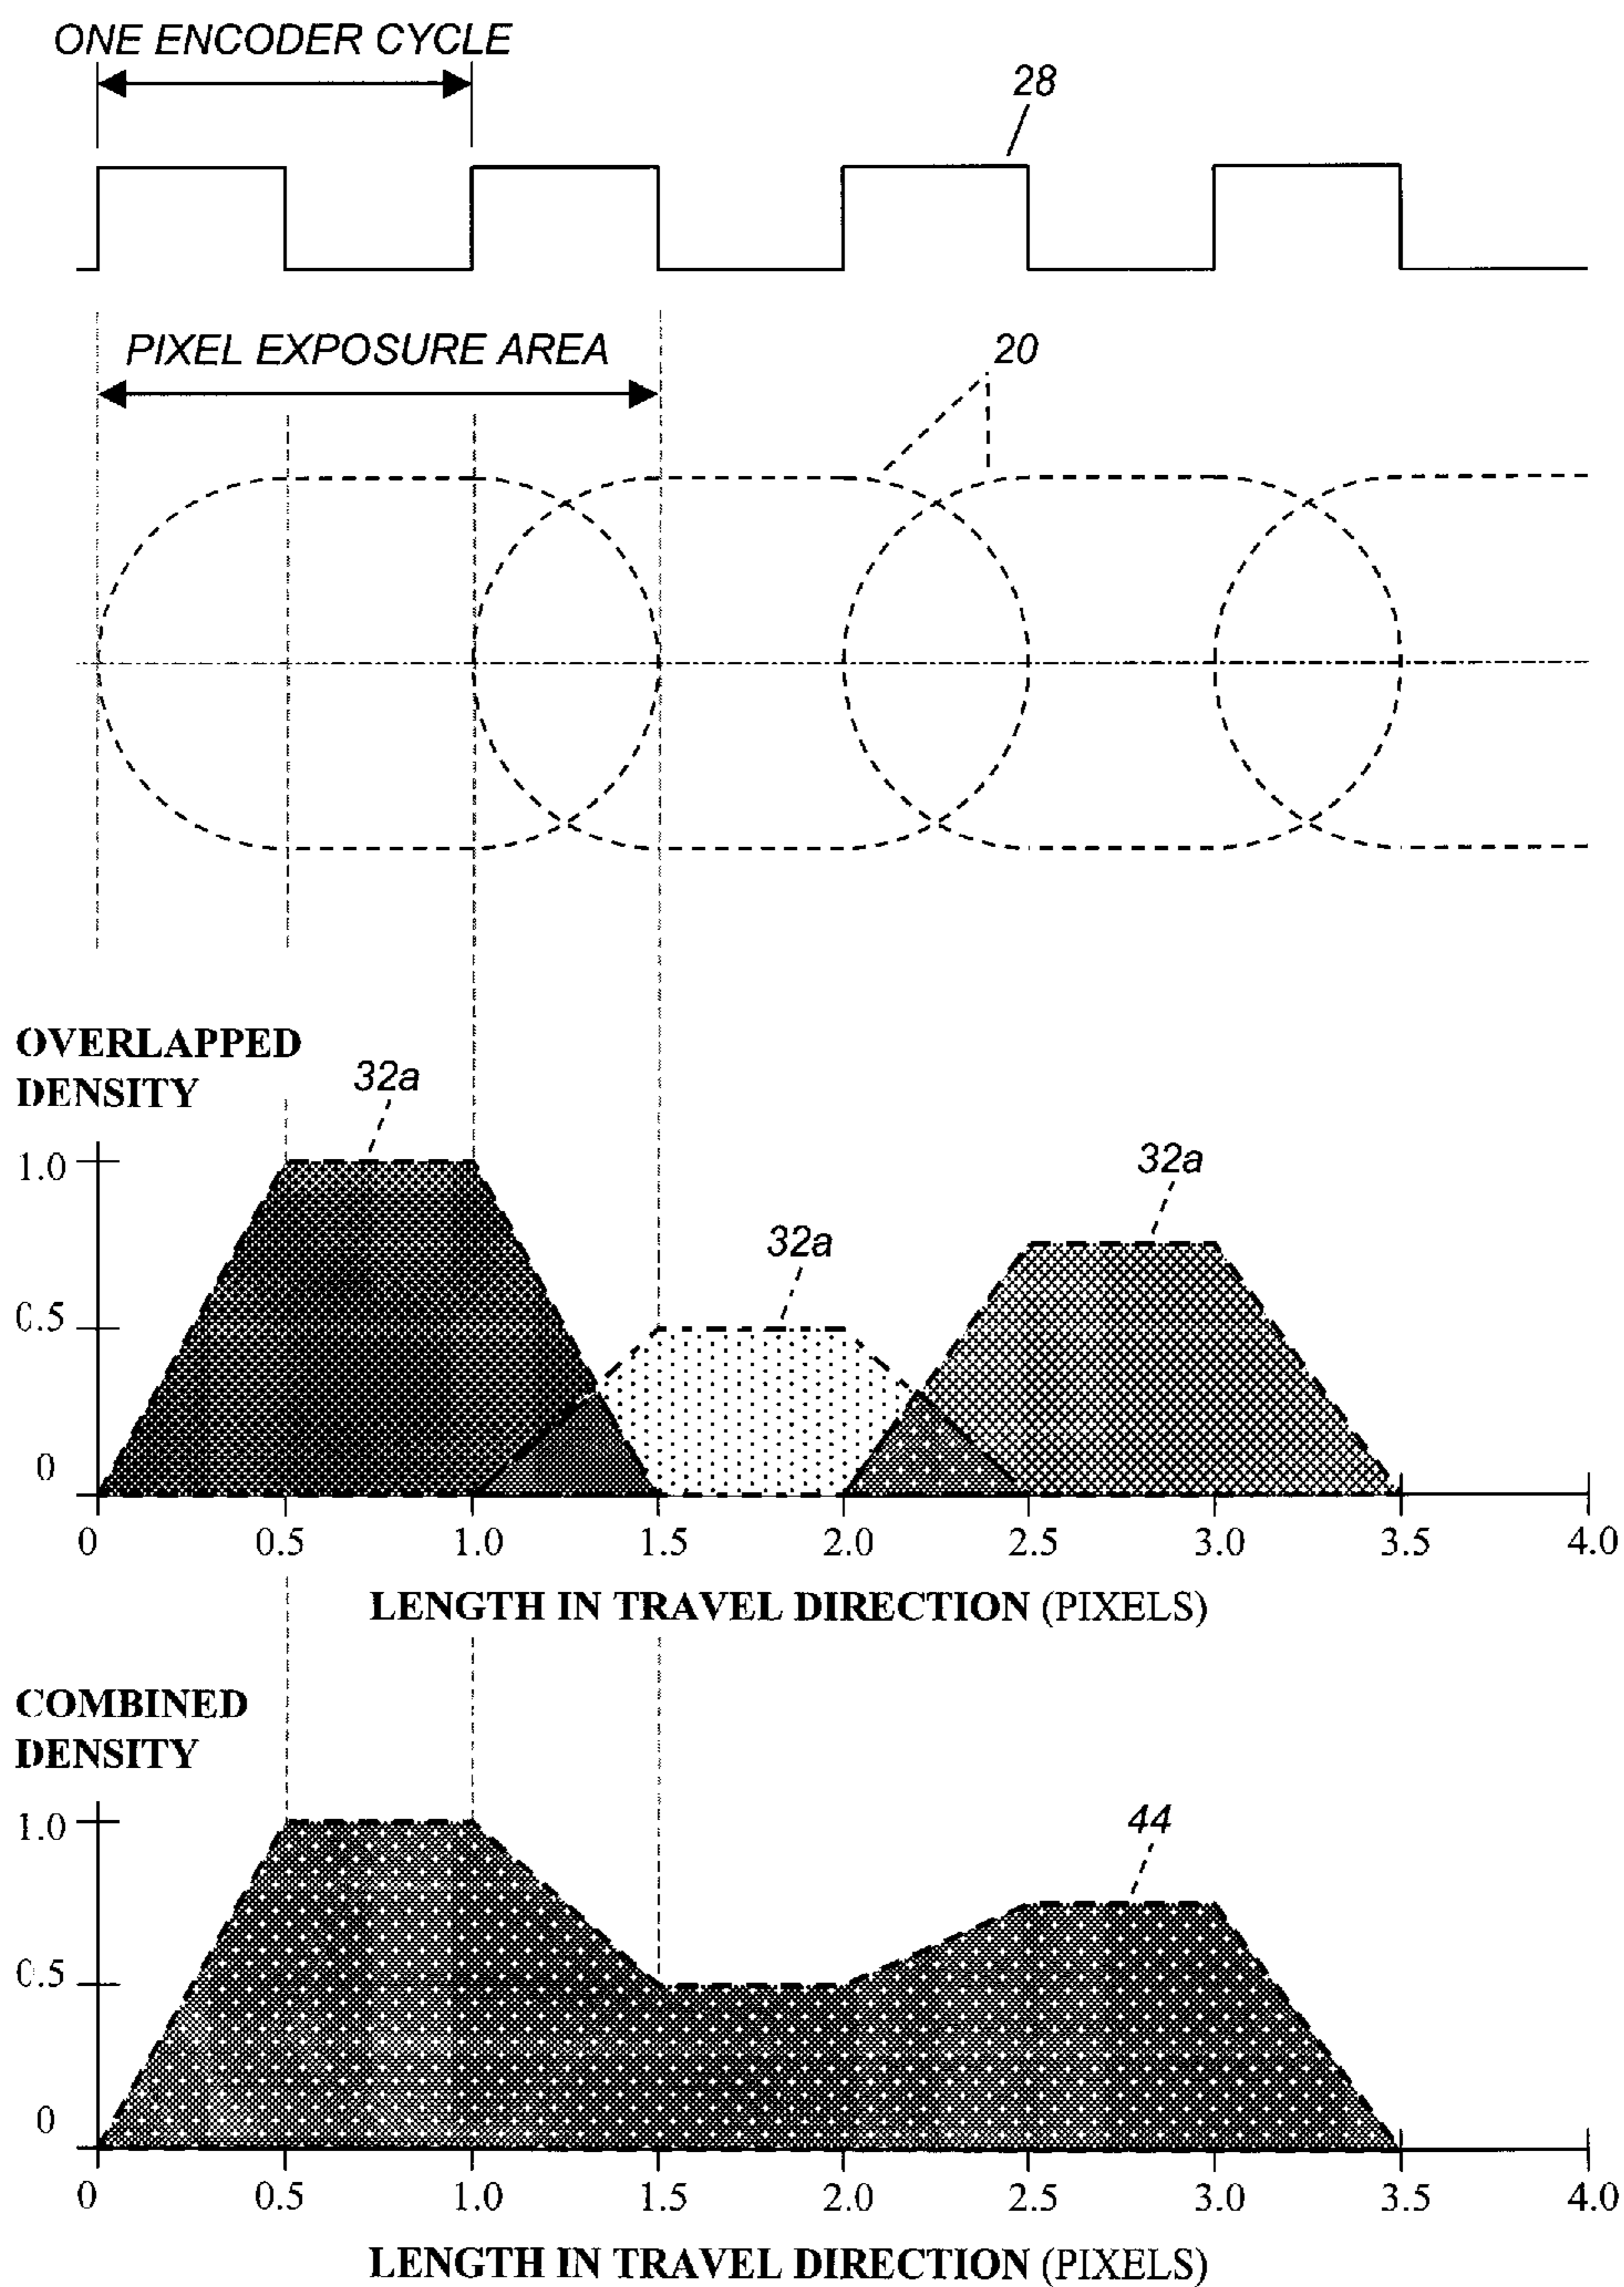 ONE ENCODER CYCLE
28
PIXEL EXPOSURE AREA
20
OVERLAPPED
DENSITY
32a
32a
32a
1.0
0.5
0
0 0.5 1.0 1.5 2.0 2.5 3.0 3.5 4.0
LENGTH IN TRAVEL DIRECTION (PIXELS)
COMBINED
DENSITY
44
1.0
0.5
0
0 0.5 1.0 1.5 2.0 2.5 3.0 3.5 4.0
LENGTH IN TRAVEL DIRECTION (PIXELS)